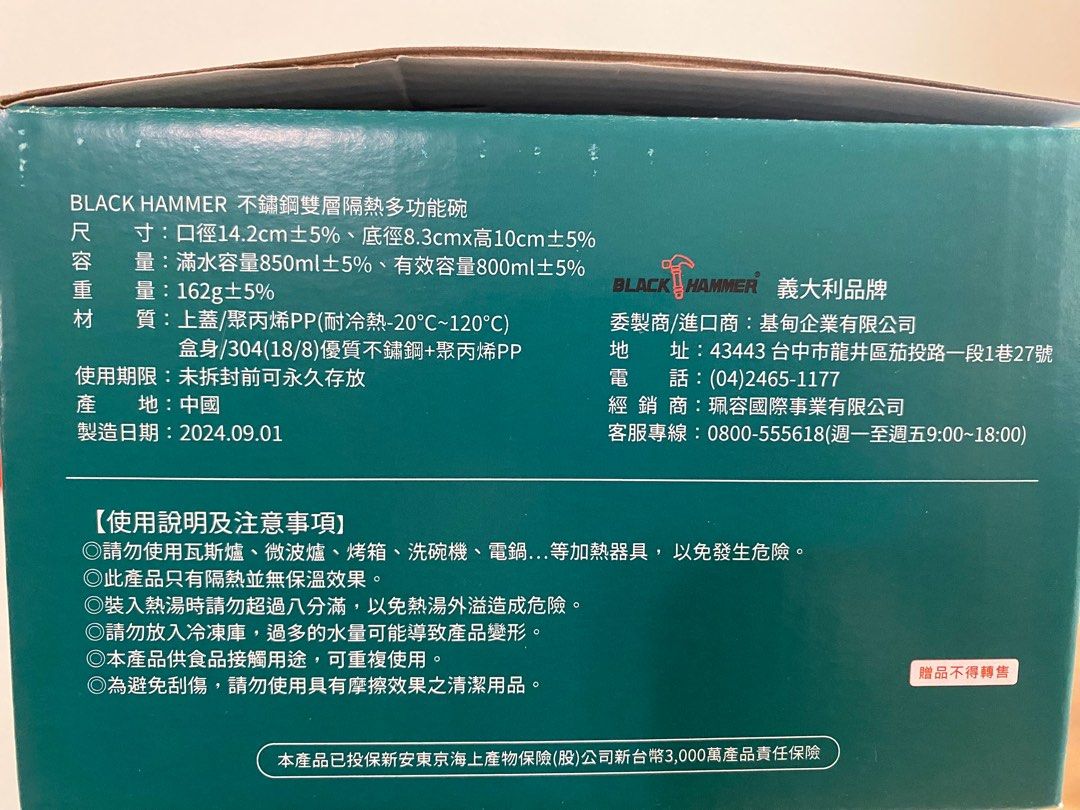 BLACK HAMMER 不鏽鋼雙層隔熱多功能碗
尺 寸：口徑14.2cm±5%、底徑8.3cmx高10cm±5%
容 量：滿水容量850ml±5%、有效容量800ml±5%
重 量：162g±5%
材 質：上蓋/聚丙烯PP(耐冷熱-20°C~120°C)
盒身/304(18/8)優質不鏽鋼+聚丙烯PP
使用期限：未拆封前可永久存放
產 地：中國
製造日期：2024.09.01
BLACK HAMMER® 義大利品牌
委製商/進口商：基甸企業有限公司
地 址：43443 台中市龍井區茄投路一段1巷27號
電 話：(04)2465-1177
經 銷 商：珮容國際事業有限公司
客服專線：0800-555618(週一至週五9:00~18:00)
【使用說明及注意事項】
◎請勿使用瓦斯爐、微波爐、烤箱、洗碗機、電鍋…等加熱器具，以免發生危險。
◎此產品只有隔熱並無保溫效果。
◎裝入熱湯時請勿超過八分滿，以免熱湯外溢造成危險。
◎請勿放入冷凍庫，過多的水量可能導致產品變形。
◎本產品供食品接觸用途，可重複使用。
◎為避免刮傷，請勿使用具有摩擦效果之清潔用品。
贈品不得轉售
本產品已投保新安東京海上產物保險(股)公司新台幣3,000萬產品責任保險